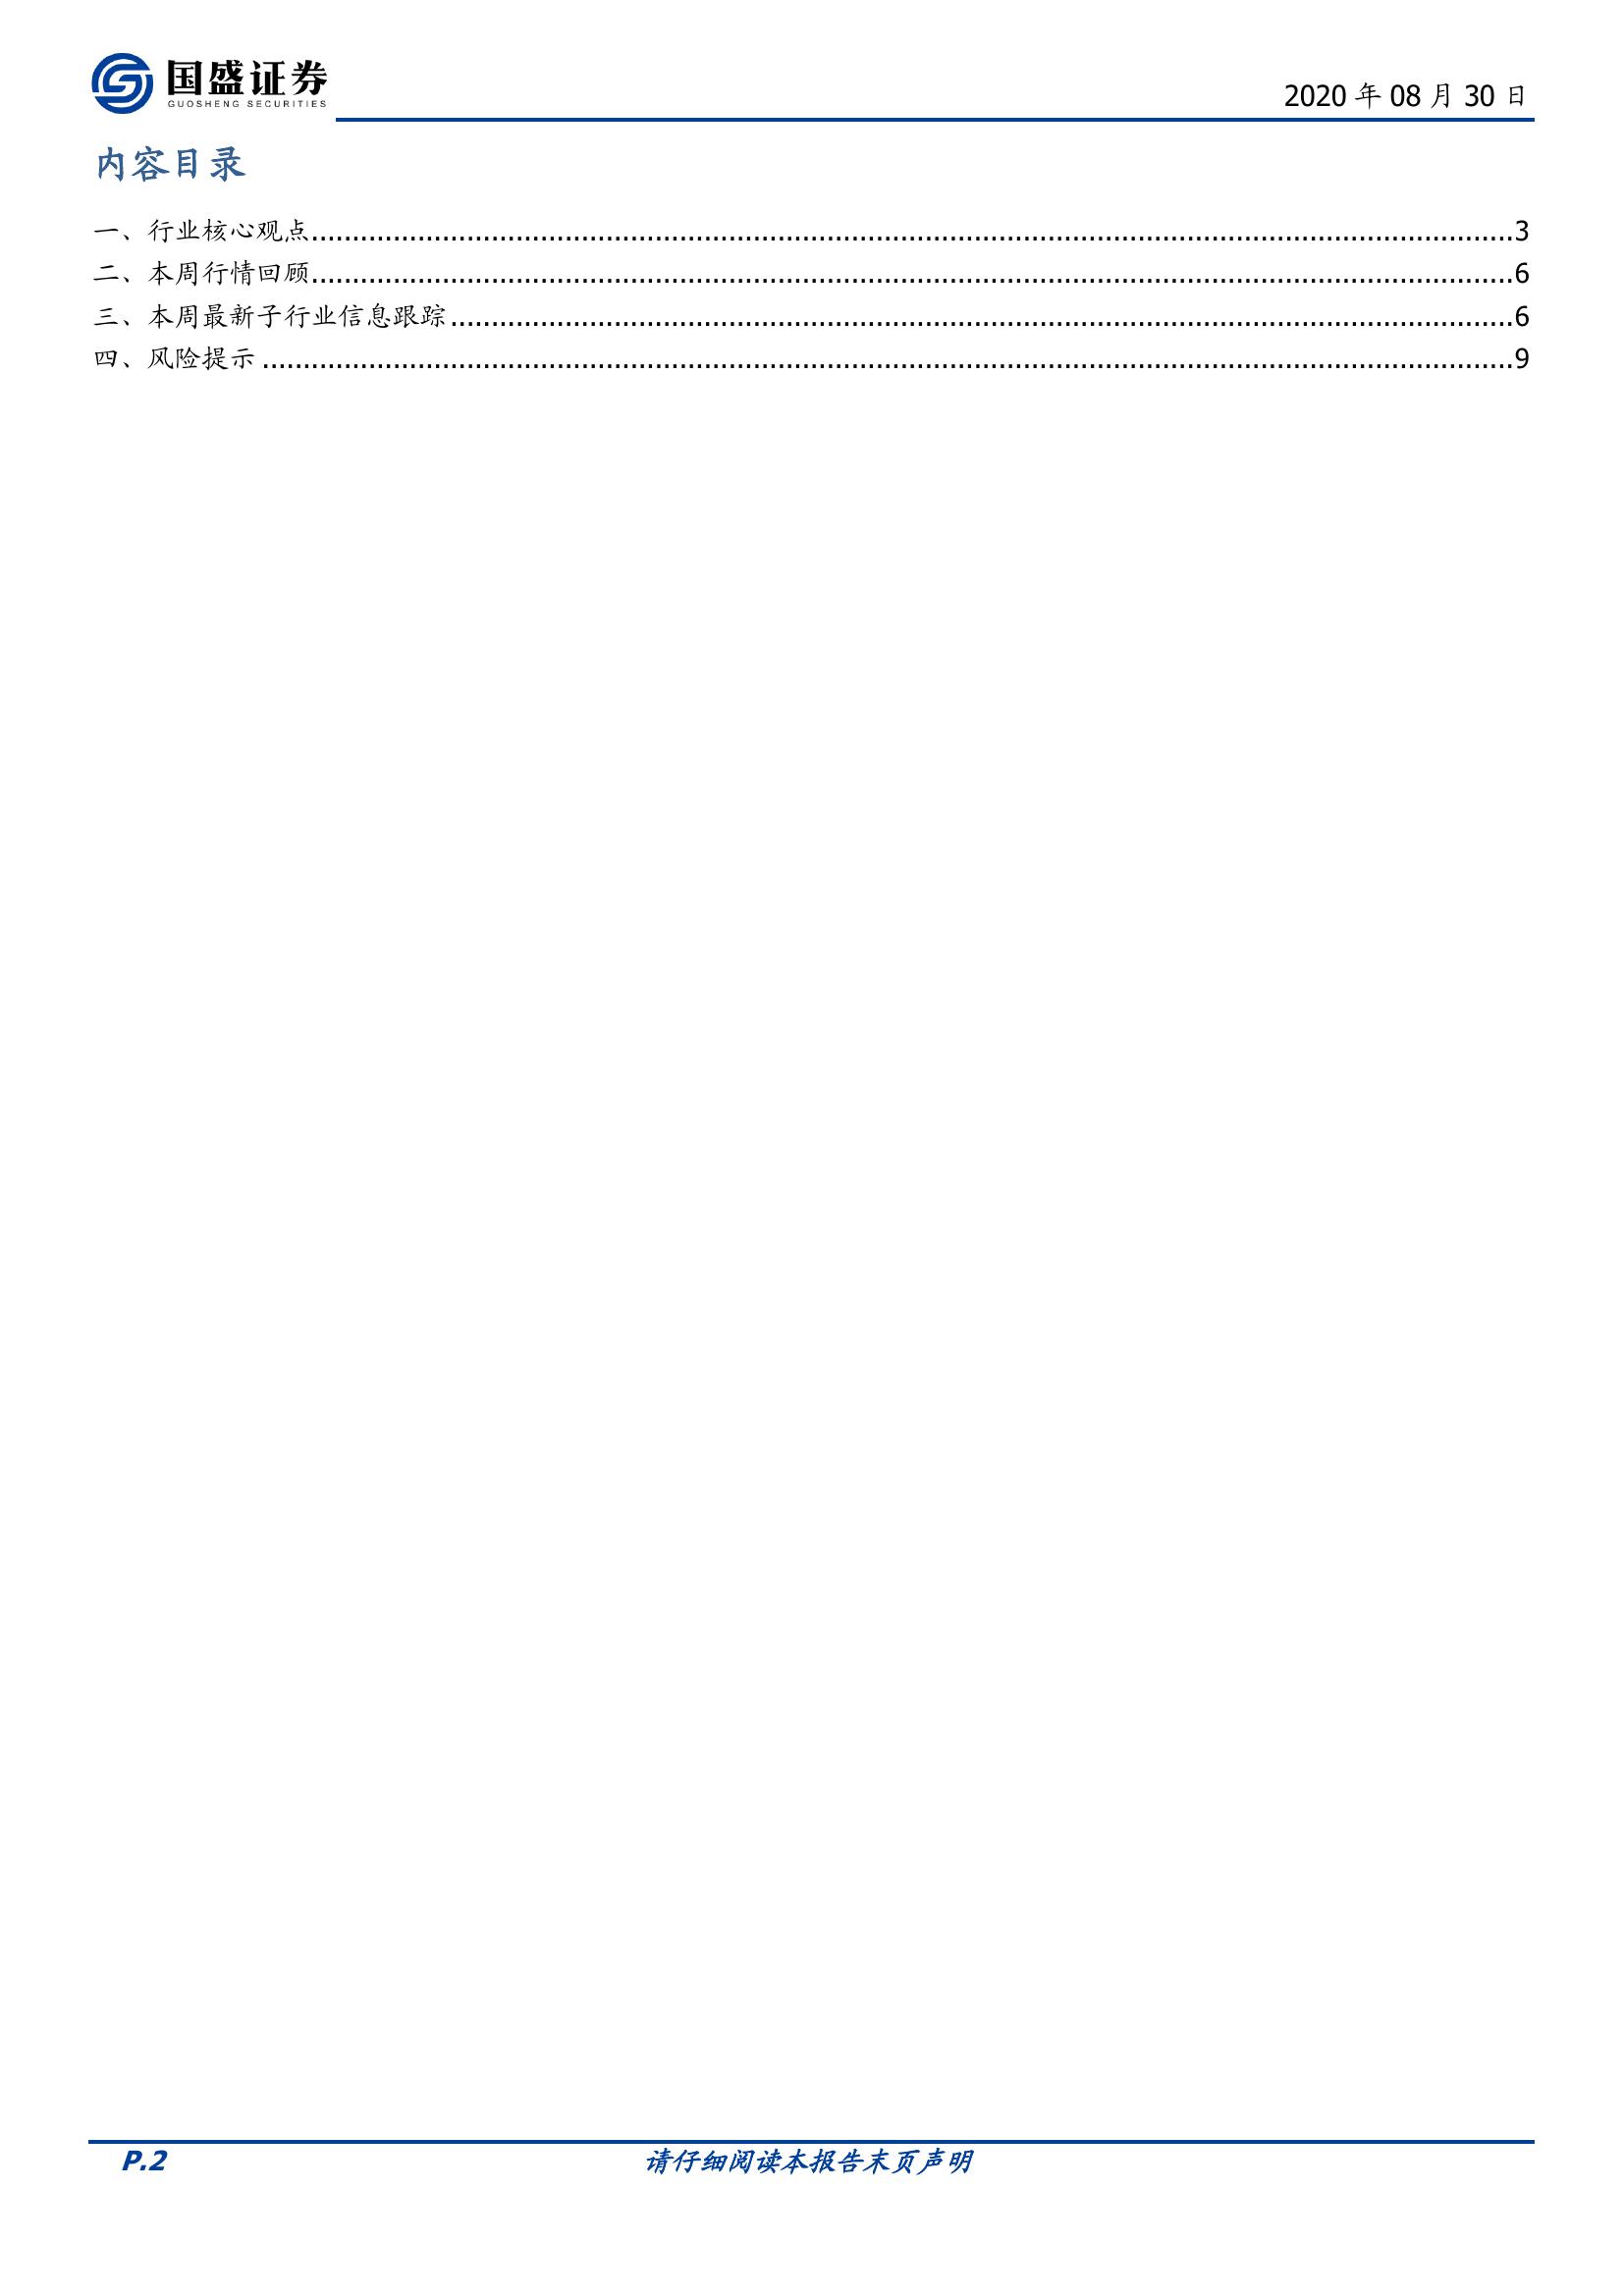 国盛证券
GUOSHENG SECURITIES
2020 年 08 月 30 日
内容目录
一、行业核心观点........................................3
二、本周行情回顾........................................6
三、本周最新子行业信息跟踪........................................6
四、风险提示........................................9
P.2 请仔细阅读本报告末页声明